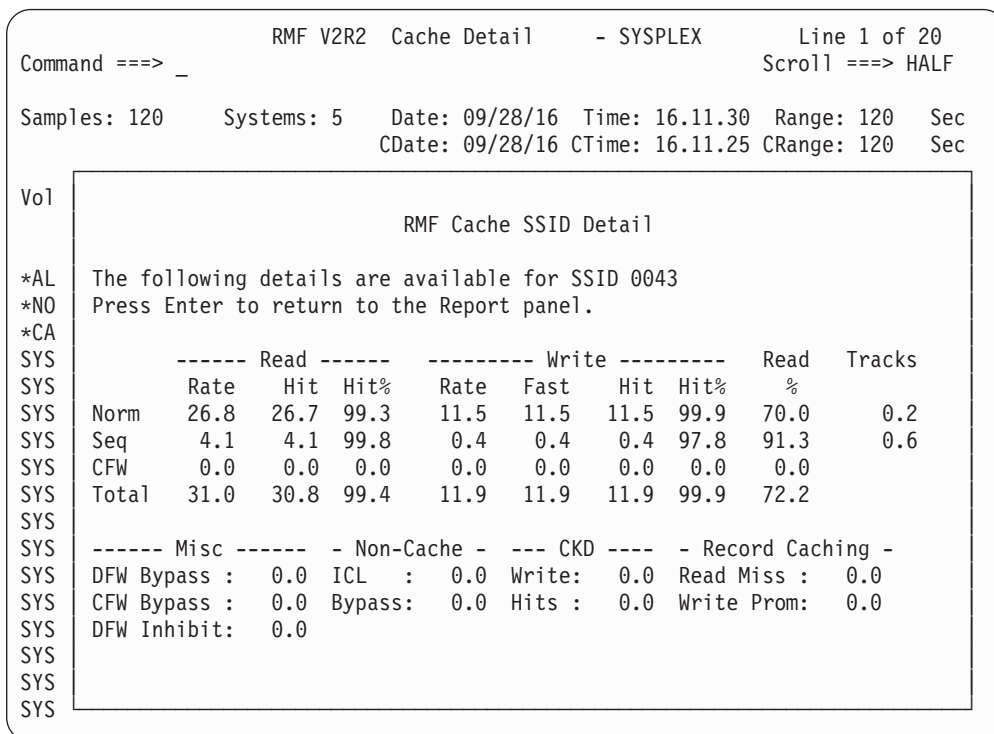 RMF V2R2 Cache Detail - SYSPLEX Line 1 of 20
Command ===> _ Scroll ===> HALF
Samples: 120 Systems: 5 Date: 09/28/16 Time: 16.11.30 Range: 120 Sec
CDate: 09/28/16 CTime: 16.11.25 CRange: 120 Sec
Vol
RMF Cache SSID Detail
*AL The following details are available for SSID 0043
*NO Press Enter to return to the Report panel.
*CA
SYS ------ Read ------ --------- Write --------- Read Tracks
SYS Rate Hit Hit% Rate Fast Hit Hit% %
SYS Norm 26.8 26.7 99.3 11.5 11.5 11.5 99.9 70.0 0.2
SYS Seq 4.1 4.1 99.8 0.4 0.4 0.4 97.8 91.3 0.6
SYS CFW 0.0 0.0 0.0 0.0 0.0 0.0 0.0 0.0
SYS Total 31.0 30.8 99.4 11.9 11.9 11.9 99.9 72.2
SYS
SYS ------ Misc ------ - Non-Cache - --- CKD ---- - Record Caching -
SYS DFW Bypass : 0.0 ICL : 0.0 Write: 0.0 Read Miss : 0.0
SYS CFW Bypass : 0.0 Bypass: 0.0 Hits : 0.0 Write Prom: 0.0
SYS DFW Inhibit: 0.0
SYS
SYS
SYS